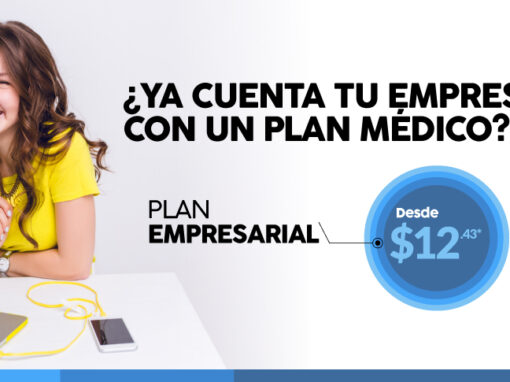 ¿YA CUENTA TU EMPRES
CON UN PLAN MÉDICO?
PLAN
EMPRESARIAL
Desde
$12.43*